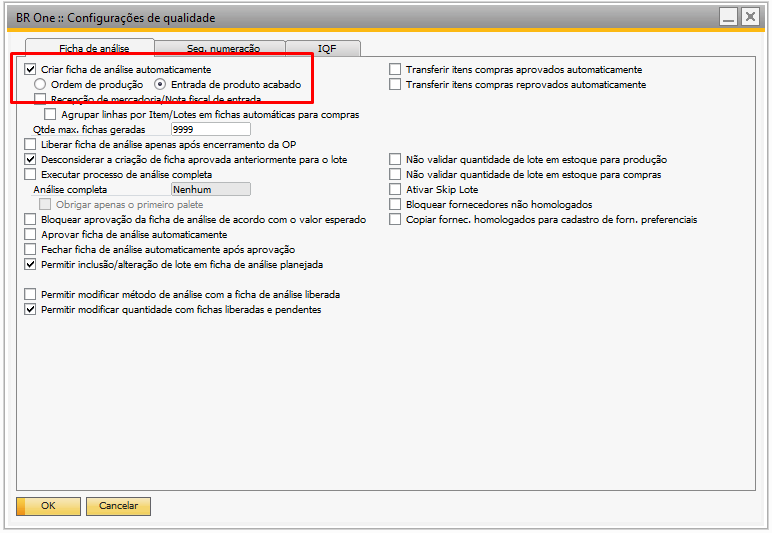 BR One :: Configurações de qualidade
Ficha de análise Seq. numeração IQF
Criar ficha de análise automaticamente Transferir itens compras aprovados automaticamente
Ordem de produção Entrada de produto acabado Transferir itens compras reprovados automaticamente
Recepção de mercadoria/Nota fiscal de entrada
Agrupar linhas por Item/Lotes em fichas automáticas para compras
Qtde max. fichas geradas 9999
Liberar ficha de análise apenas após encerramento da OP
Desconsiderar a criação de ficha aprovada anteriormente para o lote Não validar quantidade de lote em estoque para produção
Executar processo de análise completa Não validar quantidade de lote em estoque para compras
Análise completa Nenhum Ativar Skip Lote
Obrigar apenas o primeiro palete Bloquear fornecedores não homologados
Bloquear aprovação da ficha de análise de acordo com o valor esperado Copiar fornec. homologados para cadastro de forn. preferenciais
Aprovar ficha de análise automaticamente
Fechar ficha de análise automaticamente após aprovação
Permitir inclusão/alteração de lote em ficha de análise planejada
Permitir modificar método de análise com a ficha de análise liberada
Permitir modificar quantidade com fichas liberadas e pendentes
OK Cancelar